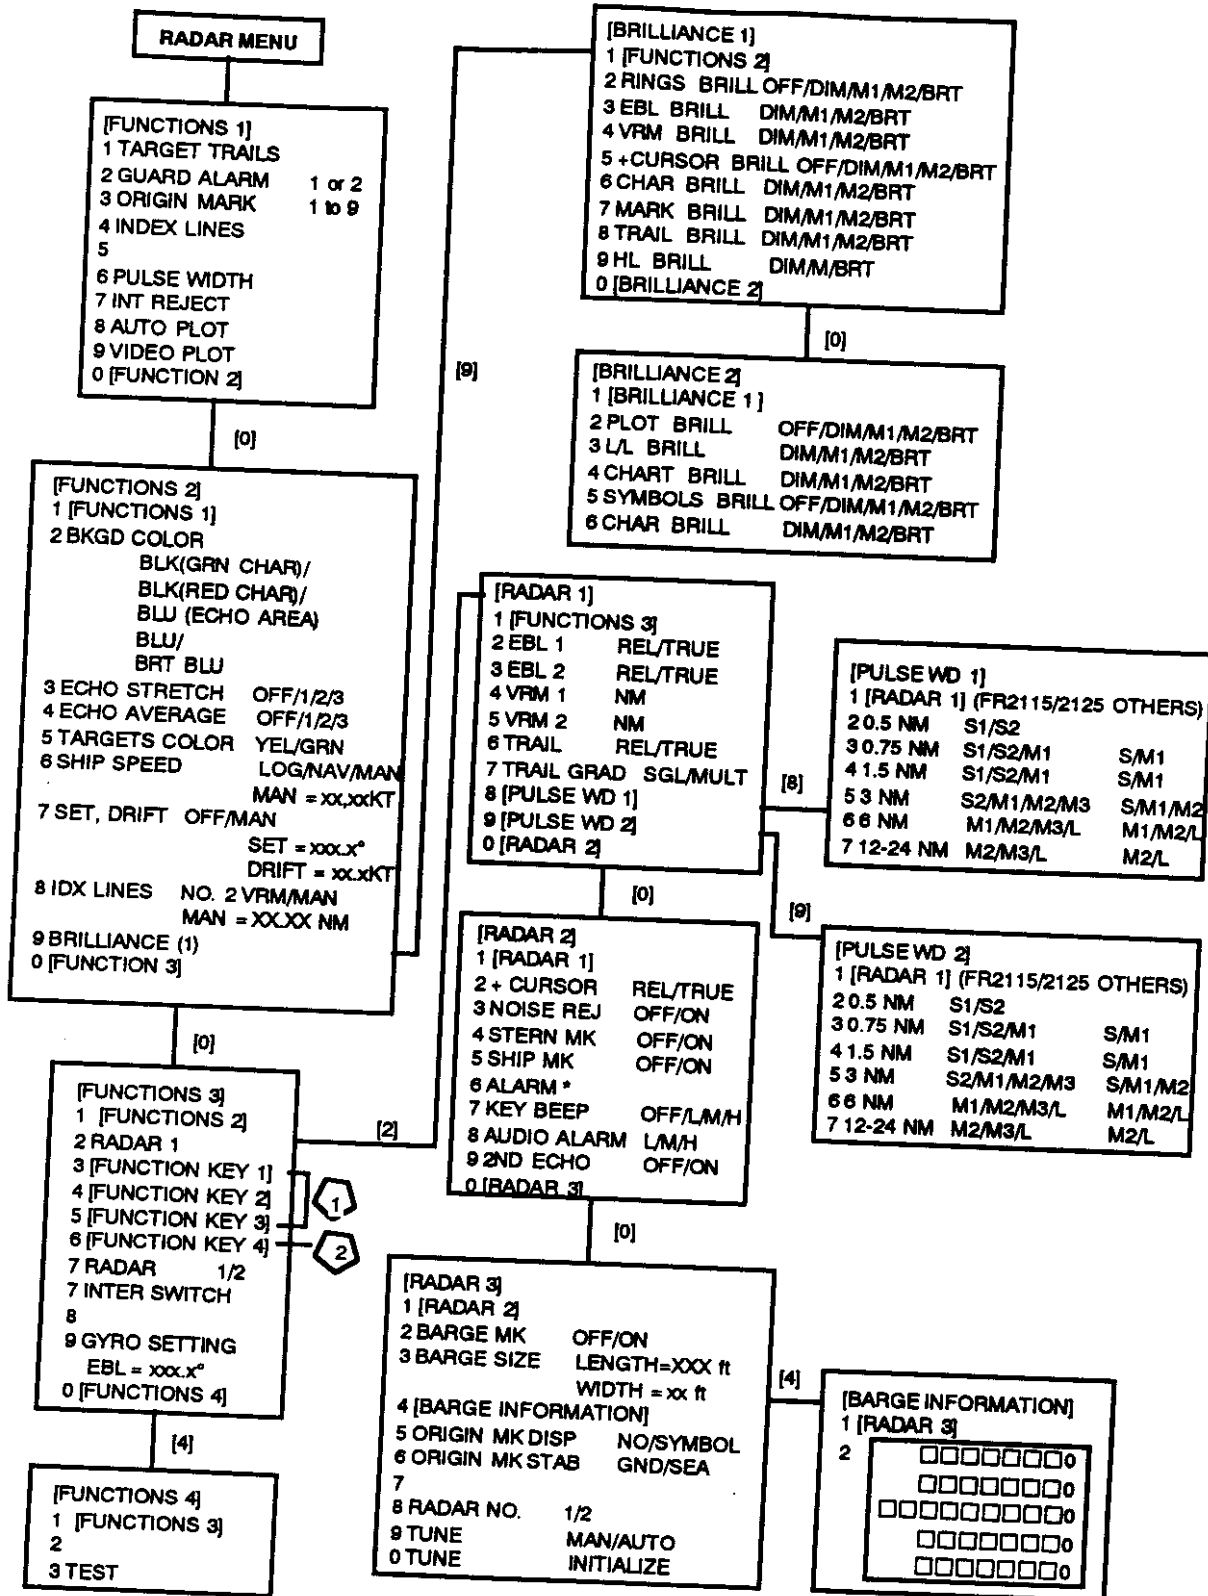 RADAR MENU
[FUNCTIONS 1]
1 TARGET TRAILS
2 GUARD ALARM 1 or 2
3 ORIGIN MARK 1 to 9
4 INDEX LINES
5
6 PULSE WIDTH
7 INT REJECT
8 AUTO PLOT
9 VIDEO PLOT
0 [FUNCTION 2]
[0]
[FUNCTIONS 2]
1 [FUNCTIONS 1]
2 BKGD COLOR
BLK(GRN CHAR)/
BLK(RED CHAR)/
BLU (ECHO AREA)
BLU/
BRT BLU
3 ECHO STRETCH OFF/1/2/3
4 ECHO AVERAGE OFF/1/2/3
5 TARGETS COLOR YEL/GRN
6 SHIP SPEED LOG/NAV/MAN
MAN = xx,xxKT
7 SET, DRIFT OFF/MAN
SET = xxx.x°
DRIFT = xx.xKT
8 IDX LINES NO. 2 VRM/MAN
MAN = XX.XX NM
9 BRILLIANCE (1)
0 [FUNCTION 3]
[0]
[FUNCTIONS 3]
1 [FUNCTIONS 2]
2 RADAR 1
3 [FUNCTION KEY 1]
4 [FUNCTION KEY 2]
5 [FUNCTION KEY 3]
6 [FUNCTION KEY 4]
7 RADAR 1/2
7 INTER SWITCH
8
9 GYRO SETTING
EBL = xxx.x°
0 [FUNCTIONS 4]
1
2
[4]
[FUNCTIONS 4]
1 [FUNCTIONS 3]
2
3 TEST
[9]
[BRILLIANCE 1]
1 [FUNCTIONS 2]
2 RINGS BRILL OFF/DIM/M1/M2/BRT
3 EBL BRILL DIM/M1/M2/BRT
4 VRM BRILL DIM/M1/M2/BRT
5 +CURSOR BRILL OFF/DIM/M1/M2/BRT
6 CHAR BRILL DIM/M1/M2/BRT
7 MARK BRILL DIM/M1/M2/BRT
8 TRAIL BRILL DIM/M1/M2/BRT
9 HL BRILL DIM/M/BRT
0 [BRILLIANCE 2]
[0]
[BRILLIANCE 2]
1 [BRILLIANCE 1]
2 PLOT BRILL OFF/DIM/M1/M2/BRT
3 L/L BRILL DIM/M1/M2/BRT
4 CHART BRILL DIM/M1/M2/BRT
5 SYMBOLS BRILL OFF/DIM/M1/M2/BRT
6 CHAR BRILL DIM/M1/M2/BRT
[2]
[RADAR 1]
1 [FUNCTIONS 3]
2 EBL 1 REL/TRUE
3 EBL 2 REL/TRUE
4 VRM 1 NM
5 VRM 2 NM
6 TRAIL REL/TRUE
7 TRAIL GRAD SGL/MULT
8 [PULSE WD 1]
9 [PULSE WD 2]
0 [RADAR 2]
[8]
[PULSE WD 1]
1 [RADAR 1] (FR2115/2125 OTHERS)
2 0.5 NM S1/S2
3 0.75 NM S1/S2/M1 S/M1
4 1.5 NM S1/S2/M1 S/M1
5 3 NM S2/M1/M2/M3 S/M1/M2
6 6 NM M1/M2/M3/L M1/M2/L
7 12-24 NM M2/M3/L M2/L
[9]
[PULSE WD 2]
1 [RADAR 1] (FR2115/2125 OTHERS)
2 0.5 NM S1/S2
3 0.75 NM S1/S2/M1 S/M1
4 1.5 NM S1/S2/M1 S/M1
5 3 NM S2/M1/M2/M3 S/M1/M2
6 6 NM M1/M2/M3/L M1/M2/L
7 12-24 NM M2/M3/L M2/L
[0]
[RADAR 2]
1 [RADAR 1]
2 + CURSOR REL/TRUE
3 NOISE REJ OFF/ON
4 STERN MK OFF/ON
5 SHIP MK OFF/ON
6 ALARM *
7 KEY BEEP OFF/L/M/H
8 AUDIO ALARM L/M/H
9 2ND ECHO OFF/ON
0 [RADAR 3]
[0]
[RADAR 3]
1 [RADAR 2]
2 BARGE MK OFF/ON
3 BARGE SIZE LENGTH=XXX ft
WIDTH = xx ft
4 [BARGE INFORMATION]
5 ORIGIN MK DISP NO/SYMBOL
6 ORIGIN MK STAB GND/SEA
7
8 RADAR NO. 1/2
9 TUNE MAN/AUTO
0 TUNE INITIALIZE
[4]
[BARGE INFORMATION]
1 [RADAR 3]
2 □□□□□□□0
□□□□□□□0
□□□□□□□□□0
□□□□□□□0
□□□□□□□0